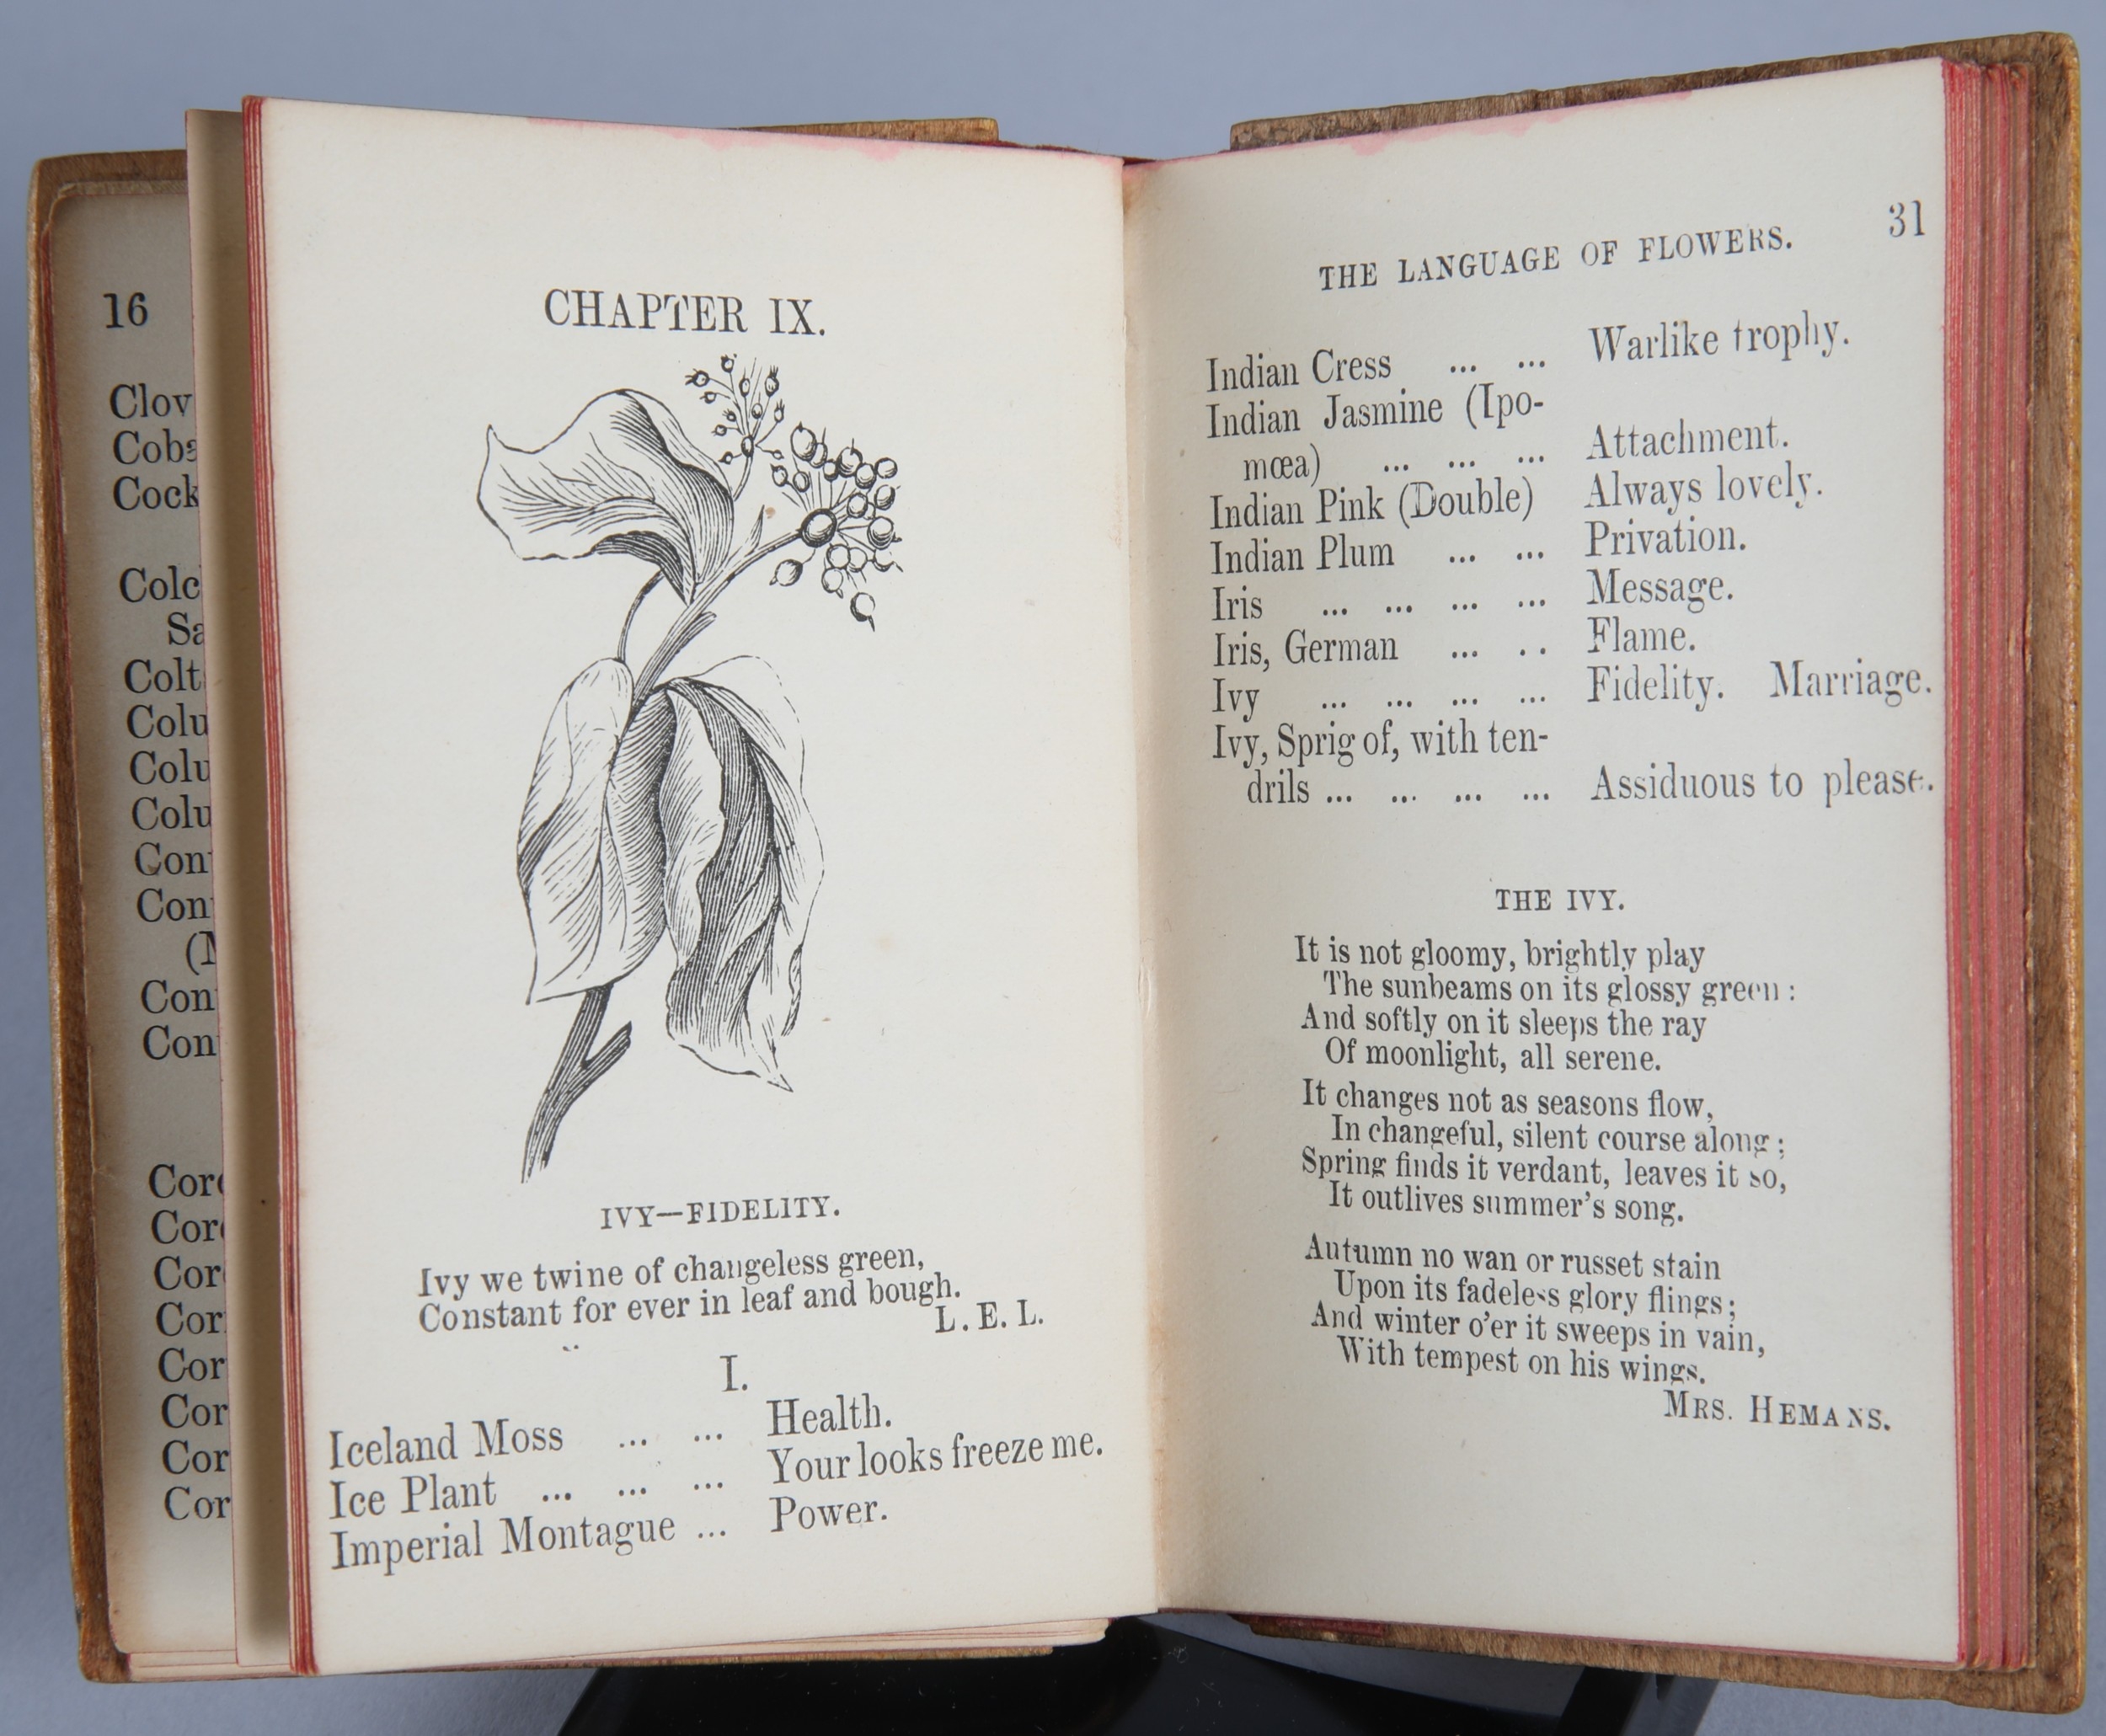 16
CHAPTER IX.
IVY—FIDELITY.
Ivy we twine of changeless green,
Constant for ever in leaf and bough.
L. E. L.
I.
Iceland Moss ... ... Health.
Ice Plant ... ... ... Your looks freeze me.
Imperial Montague ... Power.
31
THE LANGUAGE OF FLOWERS.
Indian Cress ... ... Warlike trophy.
Indian Jasmine (Ipo-
mœa) ... ... ... Attachment.
Indian Pink (Double) Always lovely.
Indian Plum ... ... Privation.
Iris ... ... ... ... Message.
Iris, German ... .. Flame.
Ivy ... ... ... ... Fidelity. Marriage.
Ivy, Sprig of, with ten-
drils ... ... ... ... Assiduous to please.
THE IVY.
It is not gloomy, brightly play
The sunbeams on its glossy green :
And softly on it sleeps the ray
Of moonlight, all serene.
It changes not as seasons flow,
In changeful, silent course along ;
Spring finds it verdant, leaves it so,
It outlives summer's song.
Autumn no wan or russet stain
Upon its fadeless glory flings ;
And winter o'er it sweeps in vain,
With tempest on his wings.
MRS. HEMANS.